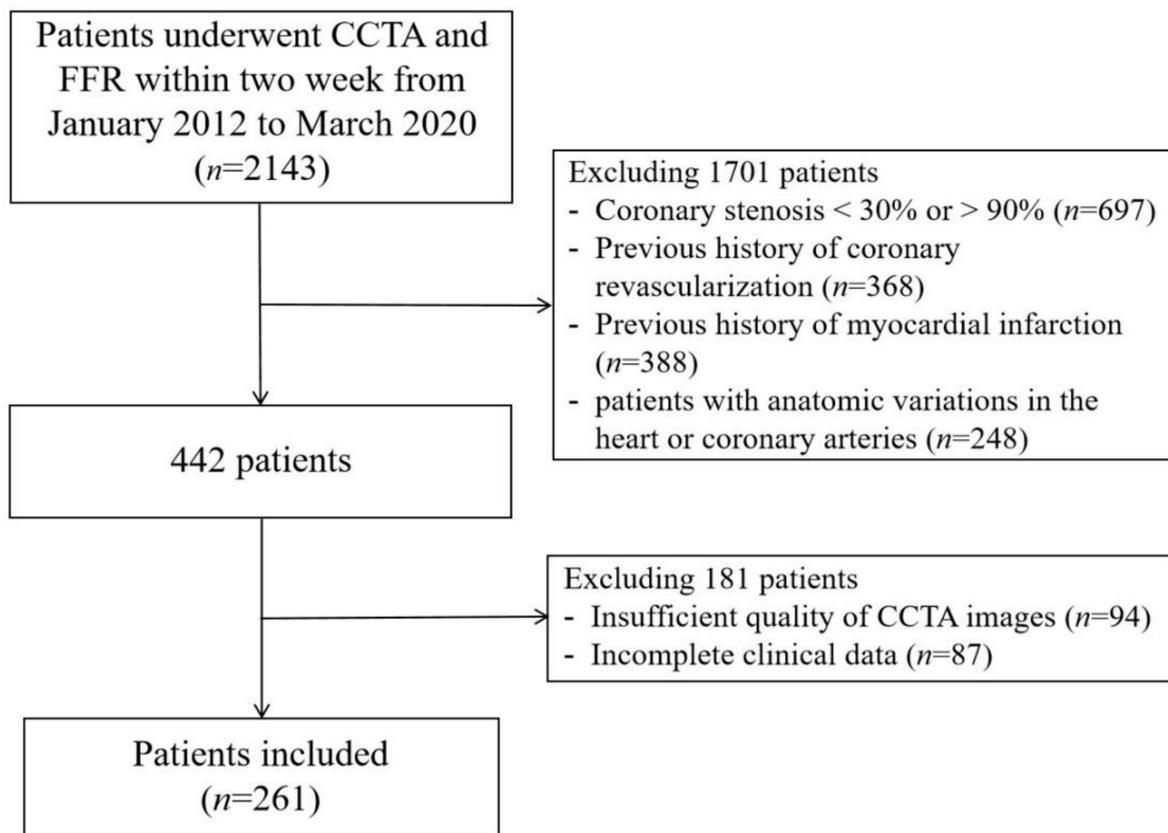 Patients underwent CCTA and
FFR within two week from
January 2012 to March 2020
(n=2143)
Excluding 1701 patients
- Coronary stenosis < 30% or > 90% (n=697)
- Previous history of coronary
revascularization (n=368)
- Previous history of myocardial infarction
(n=388)
- patients with anatomic variations in the
heart or coronary arteries (n=248)
442 patients
Excluding 181 patients
- Insufficient quality of CCTA images (n=94)
- Incomplete clinical data (n=87)
Patients included
(n=261)